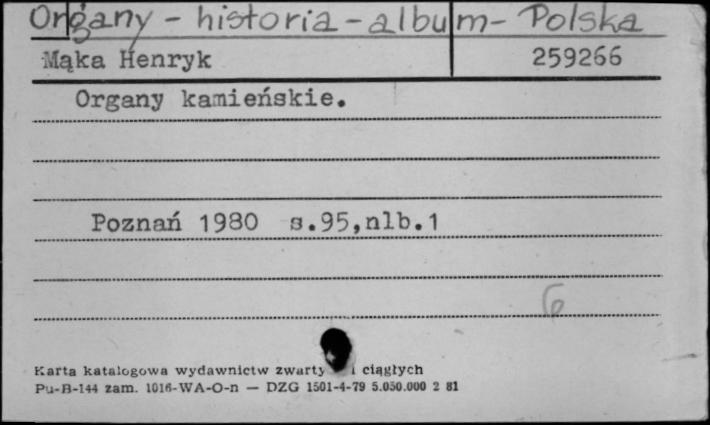 Organy - historia - album - Polska
Mąka Henryk 259266
Organy kamieńskie.
Poznań 1980 s.95,nlb.1
6
Karta katalogowa wydawnictw zwarty i ciągłych
Pu-B-144 zam. 1016-WA-O-n — DZG 1501-4-79 5.050.000 2 81